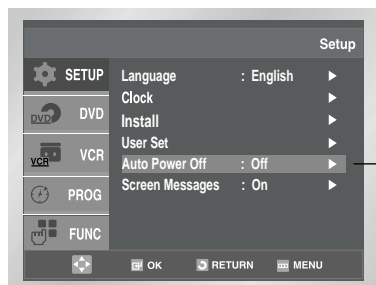 Setup
SETUP
DVD
DVD
VCR
VCR
PROG
FUNC
Language : English
Clock
Install
User Set
Auto Power Off : Off
Screen Messages : On
OK RETURN MENU